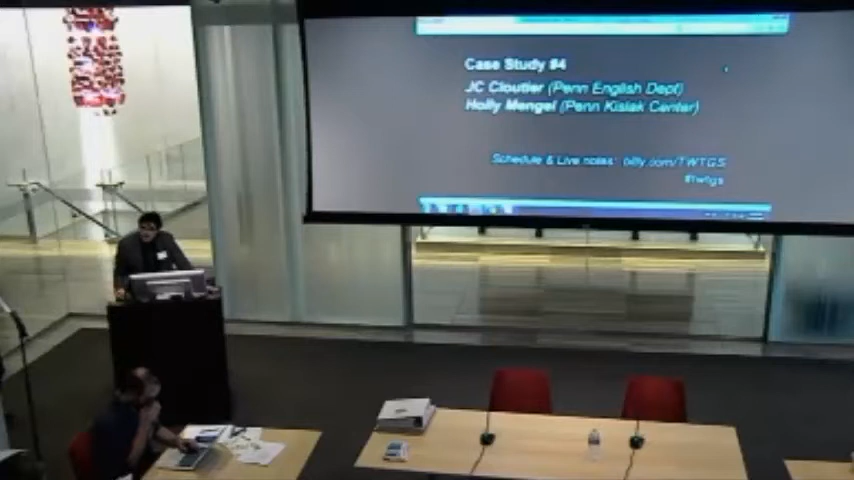 Case Study #4
JC Cloutier (Penn English Dept)
Holly Mengel (Penn Kislak Center)
Schedule & Live notes: bitly.com/TWTGS
#twtgs